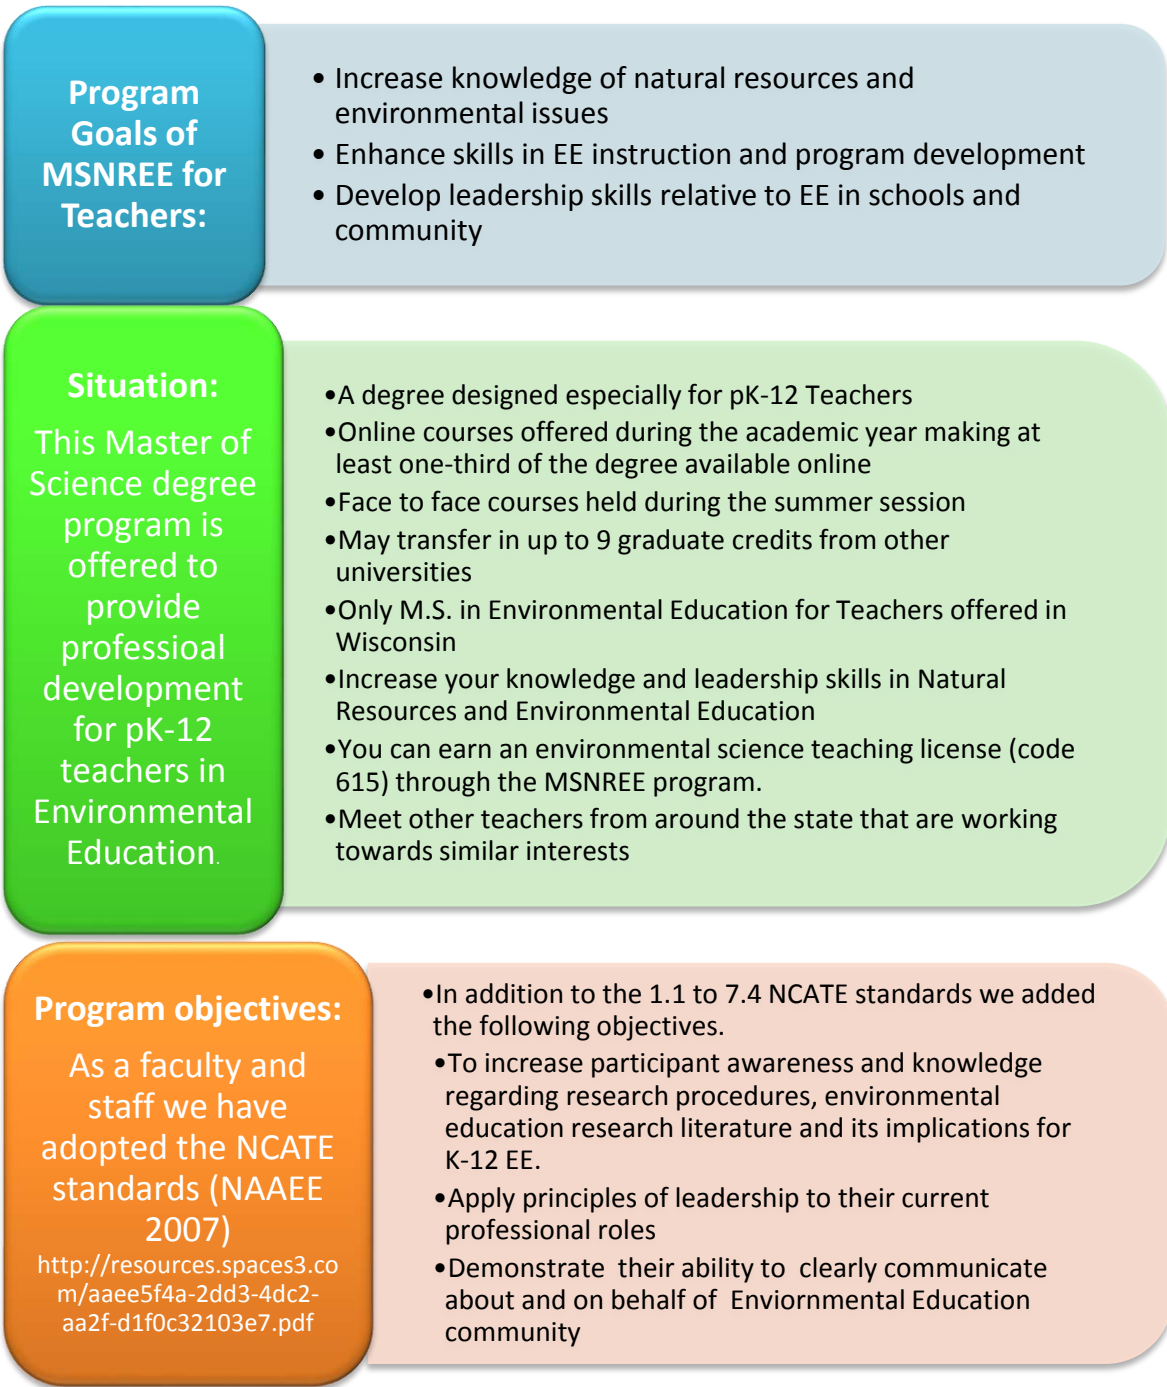 Program
Goals of
MSNREE for
Teachers:
• Increase knowledge of natural resources and
environmental issues
• Enhance skills in EE instruction and program development
• Develop leadership skills relative to EE in schools and
community
Situation:
This Master of
Science degree
program is
offered to
provide
professioal
development
for pK-12
teachers in
Environmental
Education.
•A degree designed especially for pK-12 Teachers
•Online courses offered during the academic year making at
least one-third of the degree available online
•Face to face courses held during the summer session
•May transfer in up to 9 graduate credits from other
universities
•Only M.S. in Environmental Education for Teachers offered in
Wisconsin
•Increase your knowledge and leadership skills in Natural
Resources and Environmental Education
•You can earn an environmental science teaching license (code
615) through the MSNREE program.
•Meet other teachers from around the state that are working
towards similar interests
Program objectives:
As a faculty and
staff we have
adopted the NCATE
standards (NAAEE
2007)
http://resources.spaces3.co
m/aaee5f4a-2dd3-4dc2-
aa2f-d1f0c32103e7.pdf
•In addition to the 1.1 to 7.4 NCATE standards we added
the following objectives.
•To increase participant awareness and knowledge
regarding research procedures, environmental
education research literature and its implications for
K-12 EE.
•Apply principles of leadership to their current
professional roles
•Demonstrate  their ability to  clearly communicate
about and on behalf of  Enviornmental Education
community